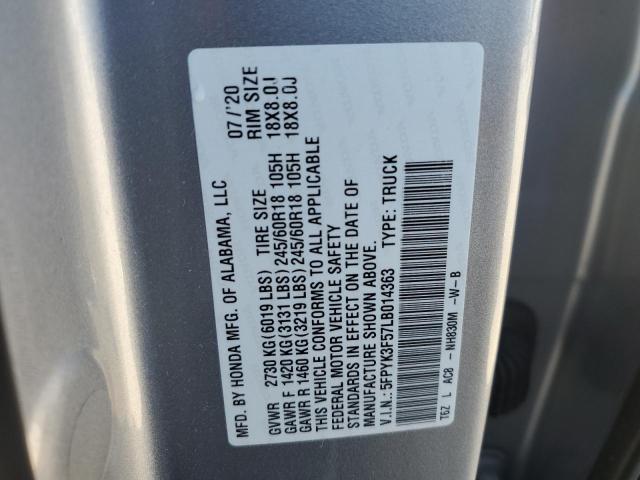 MFD. BY HONDA MFG. OF ALABAMA, LLC 07/'20
GVWR 2730 KG (6019 LBS) TIRE SIZE RIM SIZE
GAWR F 1420 KG (3131 LBS) 245/60R18 105H 18X8.0J
GAWR R 1460 KG (3219 LBS) 245/60R18 105H 18X8.0J
THIS VEHICLE CONFORMS TO ALL APPLICABLE
FEDERAL MOTOR VEHICLE SAFETY
STANDARDS IN EFFECT ON THE DATE OF
MANUFACTURE SHOWN ABOVE.
V.I.N.: 5FPYK3F57LB014363 TYPE: TRUCK
T6Z L AC8 -NH830M -W-B